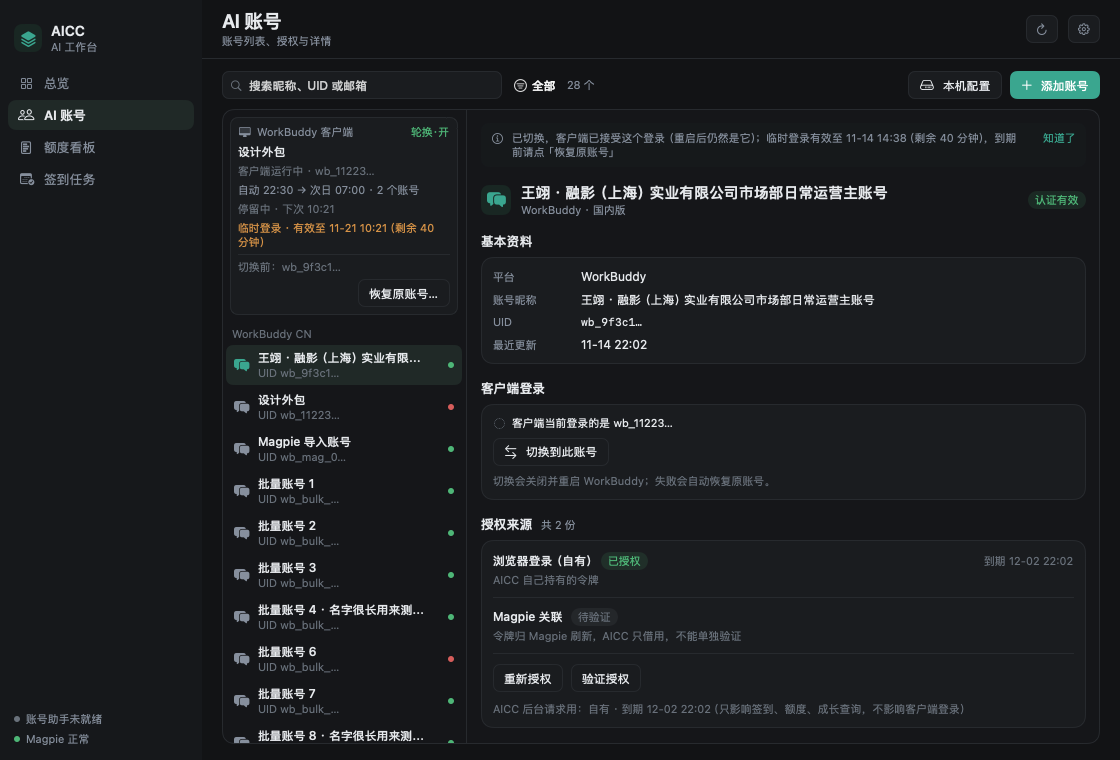 AICC
AI 工作台
总览
AI 账号
额度看板
签到任务
账号助手未就绪
Magpie 正常
AI 账号
账号列表、授权与详情
搜索昵称、UID 或邮箱
全部 28 个
本机配置
添加账号
WorkBuddy 客户端 轮换·开
设计外包
客户端运行中 · wb_11223…
自动 22:30 → 次日 07:00 · 2 个账号
停留中 · 下次 10:21
临时登录 · 有效至 11-21 10:21 (剩余 40
分钟)
切换前：wb_9f3c1…
恢复原账号…
WorkBuddy CN
王翊 · 融影（上海）实业有限…
UID wb_9f3c1…
设计外包
UID wb_11223…
Magpie 导入账号
UID wb_mag_0…
批量账号 1
UID wb_bulk_…
批量账号 2
UID wb_bulk_…
批量账号 3
UID wb_bulk_…
批量账号 4 · 名字很长用来测…
UID wb_bulk_…
批量账号 6
UID wb_bulk_…
批量账号 7
UID wb_bulk_…
批量账号 8 · 名字很长用来测…
已切换，客户端已接受这个登录（重启后仍然是它）；临时登录有效至 11-14 14:38 (剩余 40 分钟)，到期
前请点「恢复原账号」
知道了
王翊 · 融影（上海）实业有限公司市场部日常运营主账号
WorkBuddy · 国内版
认证有效
基本资料
平台 WorkBuddy
账号昵称 王翊 · 融影（上海）实业有限公司市场部日常运营主账号
UID wb_9f3c1…
最近更新 11-14 22:02
客户端登录
客户端当前登录的是 wb_11223…
切换到此账号
切换会关闭并重启 WorkBuddy；失败会自动恢复原账号。
授权来源 共 2 份
浏览器登录（自有） 已授权 到期 12-02 22:02
AICC 自己持有的令牌
Magpie 关联 待验证
令牌归 Magpie 刷新，AICC 只借用，不能单独验证
重新授权 验证授权
AICC 后台请求用：自有 · 到期 12-02 22:02（只影响签到、额度、成长查询，不影响客户端登录）